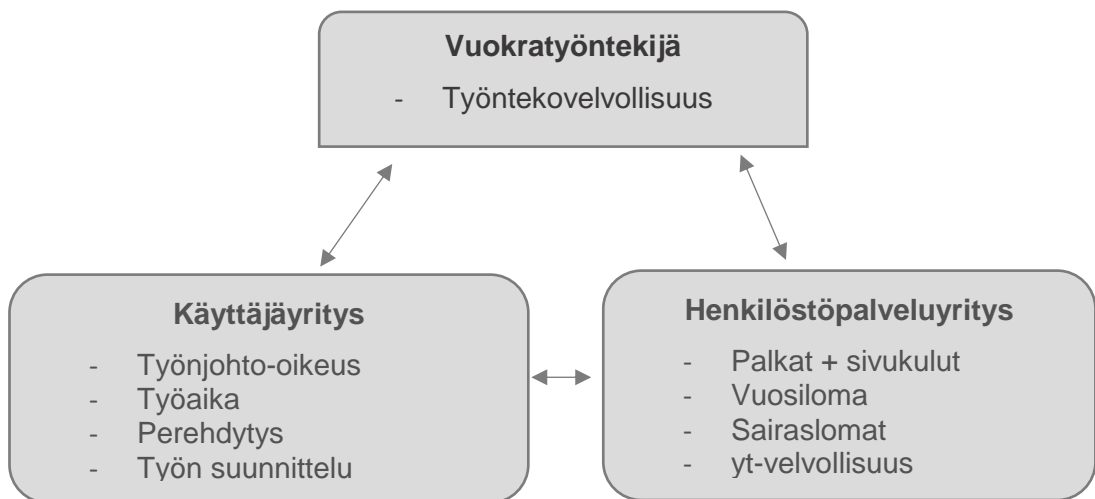 Vuokratyöntekijä
- Työntekovelvollisuus
Käyttäjäyritys
- Työnjohto-oikeus
- Työaika
- Perehdytys
- Työn suunnittelu
Henkilöstöpalveluyritys
- Palkat + sivukulut
- Vuosiloma
- Sairaslomat
- yt-velvollisuus